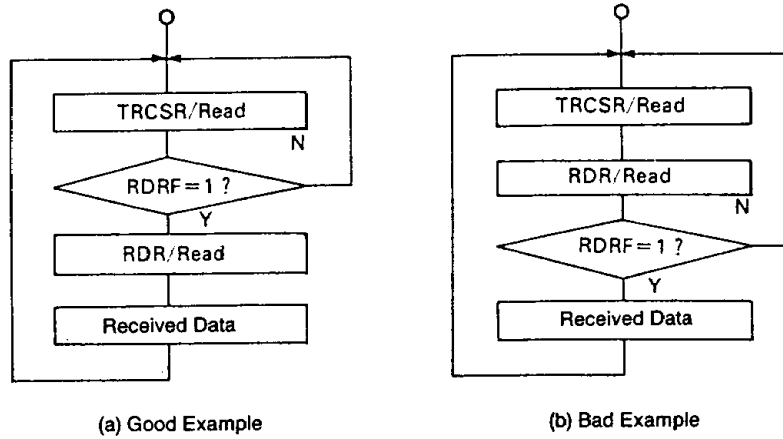 TRCSR/Read
N
RDRF=1 ?
Y
RDR/Read
Received Data
(a) Good Example
TRCSR/Read
RDR/Read
N
RDRF=1 ?
Y
Received Data
(b) Bad Example